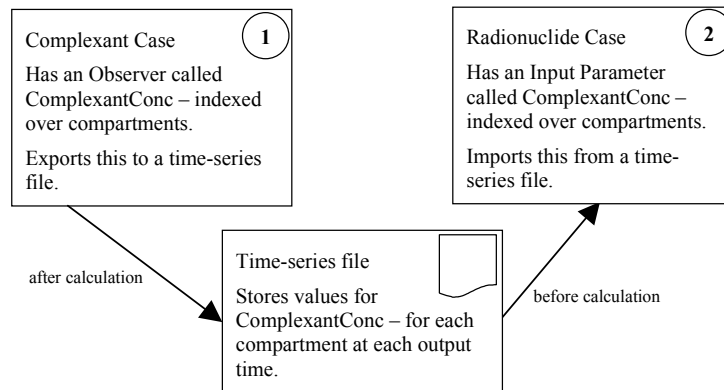 Complexant Case
1
Has an Observer called
ComplexantConc – indexed
over compartments.
Exports this to a time-series
file.
Radionuclide Case
2
Has an Input Parameter
called ComplexantConc –
indexed over compartments.
Imports this from a time-
series file.
after calculation
Time-series file
Stores values for
ComplexantConc – for each
compartment at each output
time.
before calculation